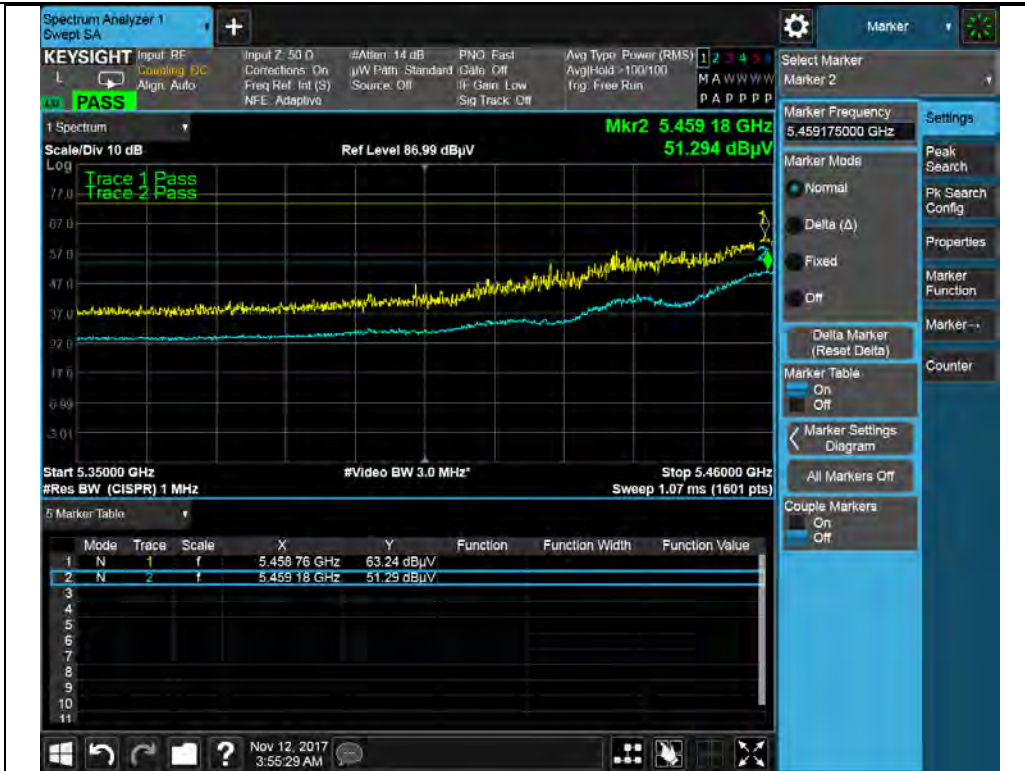 Spectrum Analyzer 1
Swept SA
+
Marker
KEYSIGHT
L
PASS
Input: RF
Coupling: DC
Align: Auto
Input Z: 50 Ω
Corrections: On
Freq Ref: Int (S)
NFE: Adaptive
#Atten: 14 dB
µW Path: Standard
Source: Off
PNO: Fast
Gate: Off
IF Gain: Low
Sig Track: Off
Avg Type: Power (RMS)
Avg|Hold:>100/100
Trig: Free Run
1 2 3 4 5 6
M A W W W W
P A P P P P
Select Marker
Marker 2
1 Spectrum
Scale/Div 10 dB
Ref Level 86.99 dBµV
Mkr2 5.459 18 GHz
51.294 dBµV
Log
Trace 1 Pass
Trace 2 Pass
77.0
67.0
57.0
47.0
37.0
27.0
17.0
6.99
-3.01
1
2
Start 5.35000 GHz
#Video BW 3.0 MHz*
Stop 5.46000 GHz
#Res BW (CISPR) 1 MHz
Sweep 1.07 ms (1601 pts)
5 Marker Table
Mode Trace Scale X Y Function Function Width Function Value
1 N 1 f 5.458 76 GHz 63.24 dBµV
2 N 2 f 5.459 18 GHz 51.29 dBµV
3
4
5
6
7
8
9
10
11
Marker Frequency
5.459175000 GHz
Marker Mode
Normal
Delta (Δ)
Fixed
Off
Delta Marker
(Reset Delta)
Marker Table
On
Off
Marker Settings
Diagram
All Markers Off
Couple Markers
On
Off
Settings
Peak
Search
Pk Search
Config
Properties
Marker
Function
Marker→
Counter
?
Nov 12, 2017
3:55:29 AM